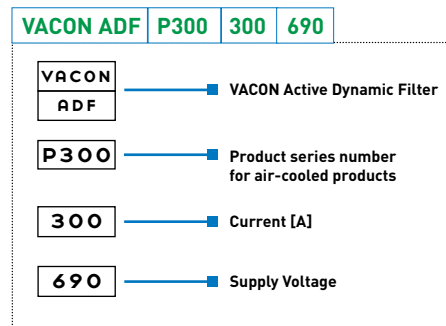 VACON ADF P300 300 690
VACON
ADF
VACON Active Dynamic Filter
P300
Product series number
for air-cooled products
300
Current [A]
690
Supply Voltage